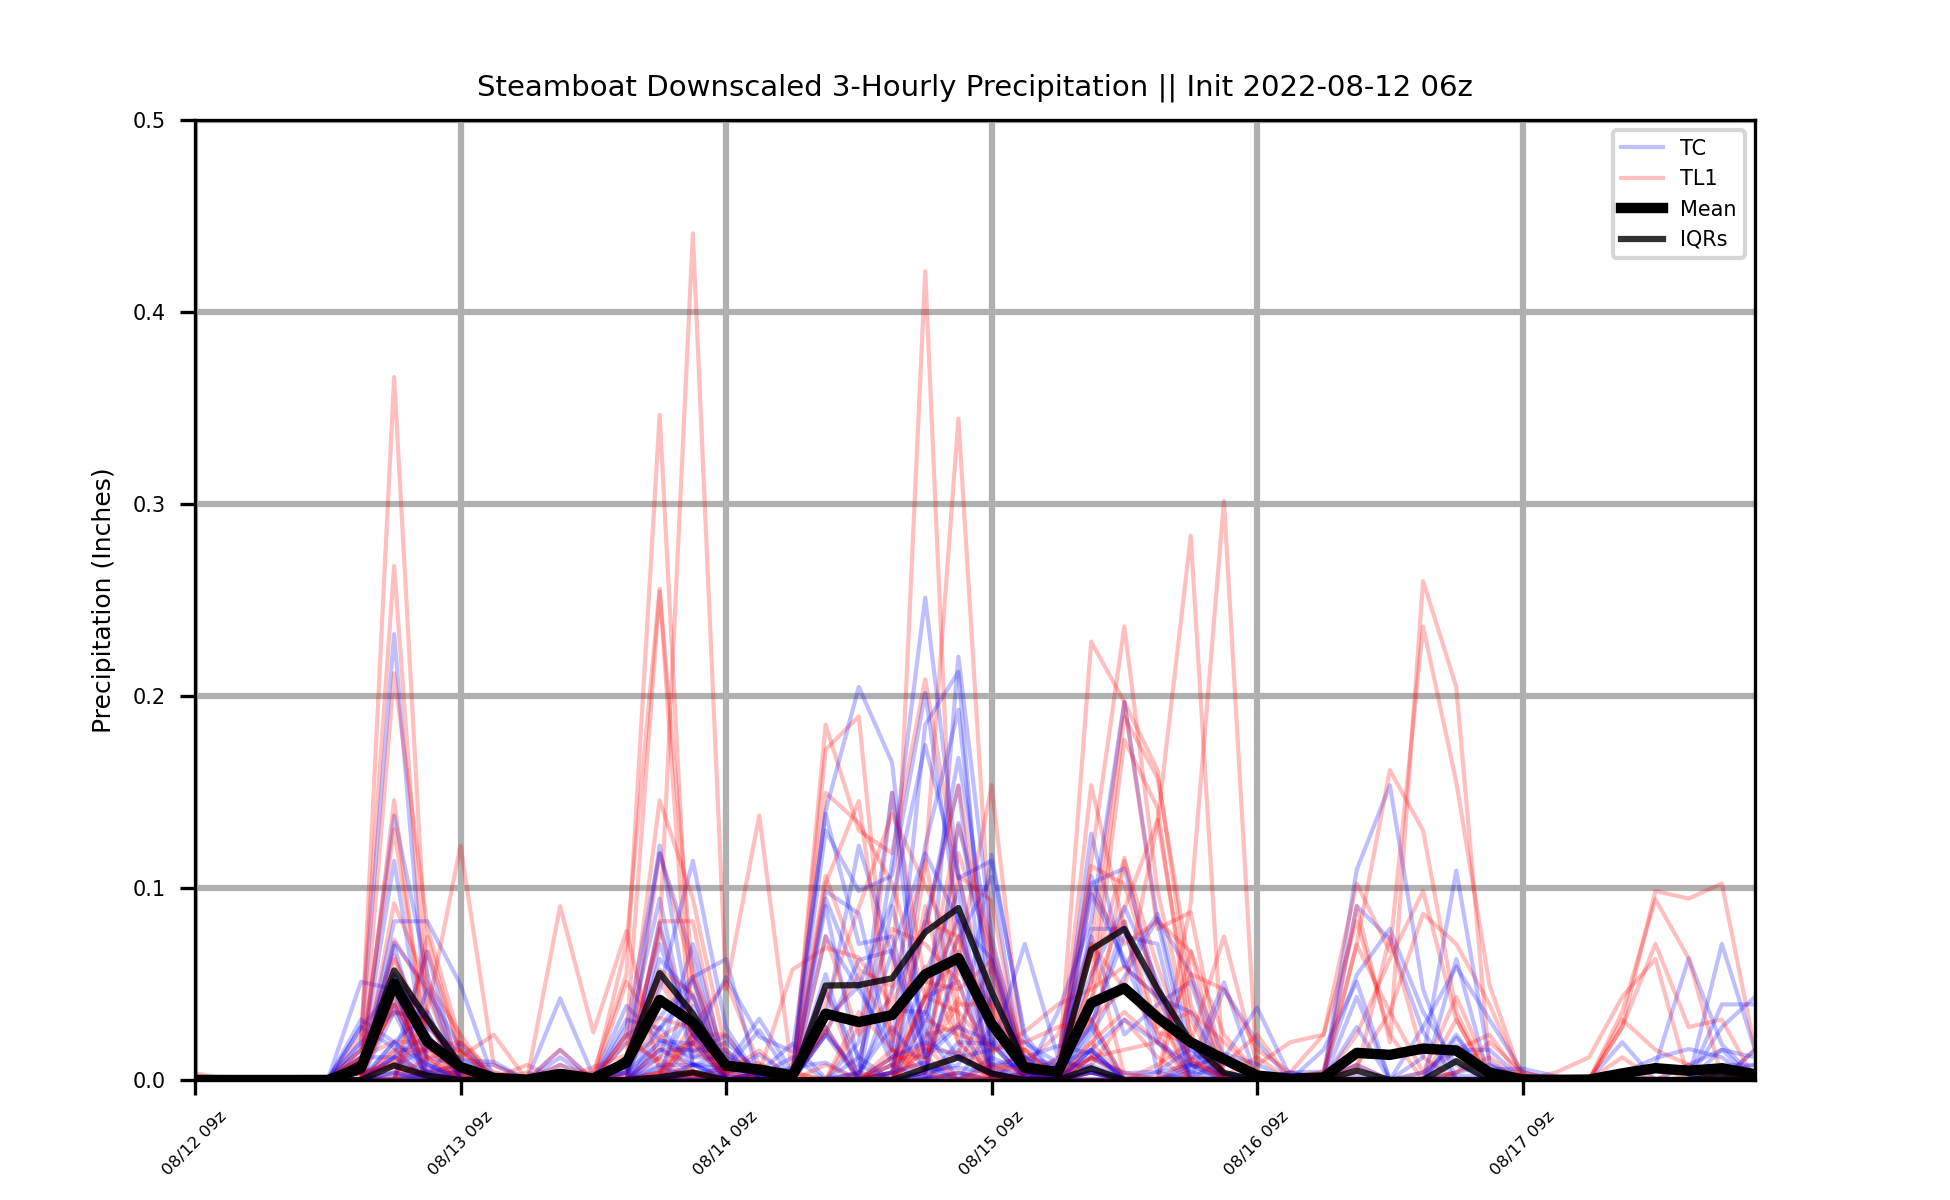 Steamboat Downscaled 3-Hourly Precipitation || Init 2022-08-12 06z
TC
TL1
Mean
IQRs
Precipitation (Inches)
0.5
0.4
0.3
0.2
0.1
0.0
08/12 09z
08/13 09z
08/14 09z
08/15 09z
08/16 09z
08/17 09z